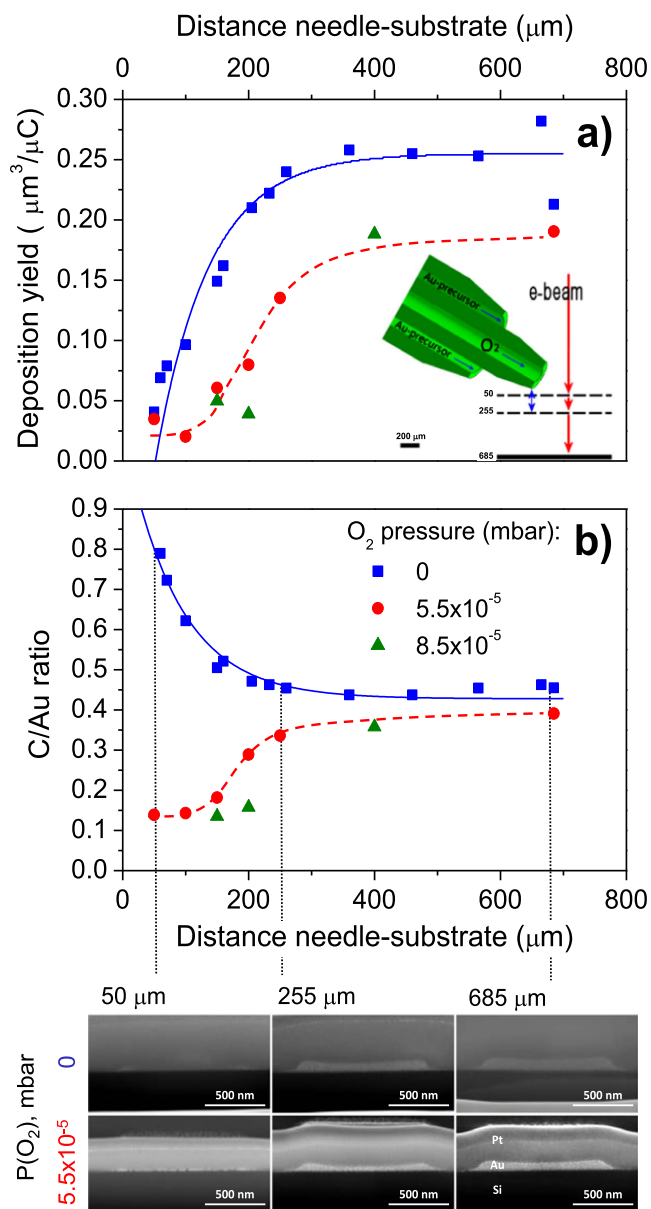 Distance needle-substrate (μm)
0 200 400 600 800
Deposition yield ( μm³/μC)
0.30
0.25
0.20
0.15
0.10
0.05
0.00
a)
Au-precursor
Au-precursor
O₂
e-beam
50
255
685
200 μm
C/Au ratio
0.9
0.8
0.7
0.6
0.5
0.4
0.3
0.2
0.1
0.0
b)
O₂ pressure (mbar):
0
5.5x10⁻⁵
8.5x10⁻⁵
0 200 400 600 800
Distance needle-substrate (μm)
50 μm 255 μm 685 μm
P(O₂), mbar
0
500 nm 500 nm 500 nm
5.5x10⁻⁵
Pt
Au
Si
500 nm 500 nm 500 nm